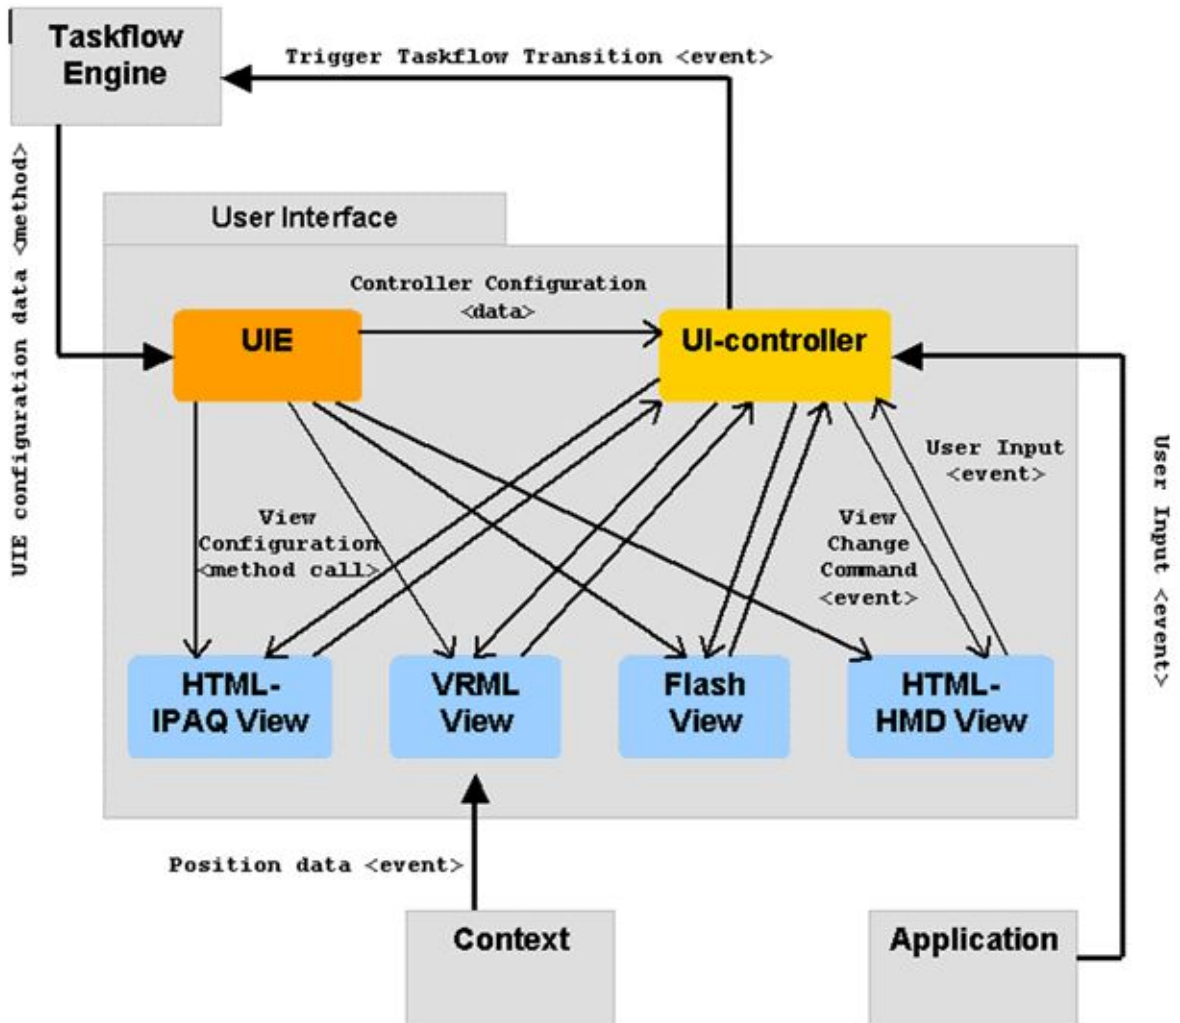 Taskflow
Engine
Trigger Taskflow Transition <event>
UIE configuration data <method>
User Interface
Controller Configuration
<data>
UIE
UI-controller
User Input
<event>
User Input <event>
View
Configuration
<method call>
View
Change
Command
<event>
HTML-
IPAQ View
VRML
View
Flash
View
HTML-
HMD View
Position data <event>
Context
Application